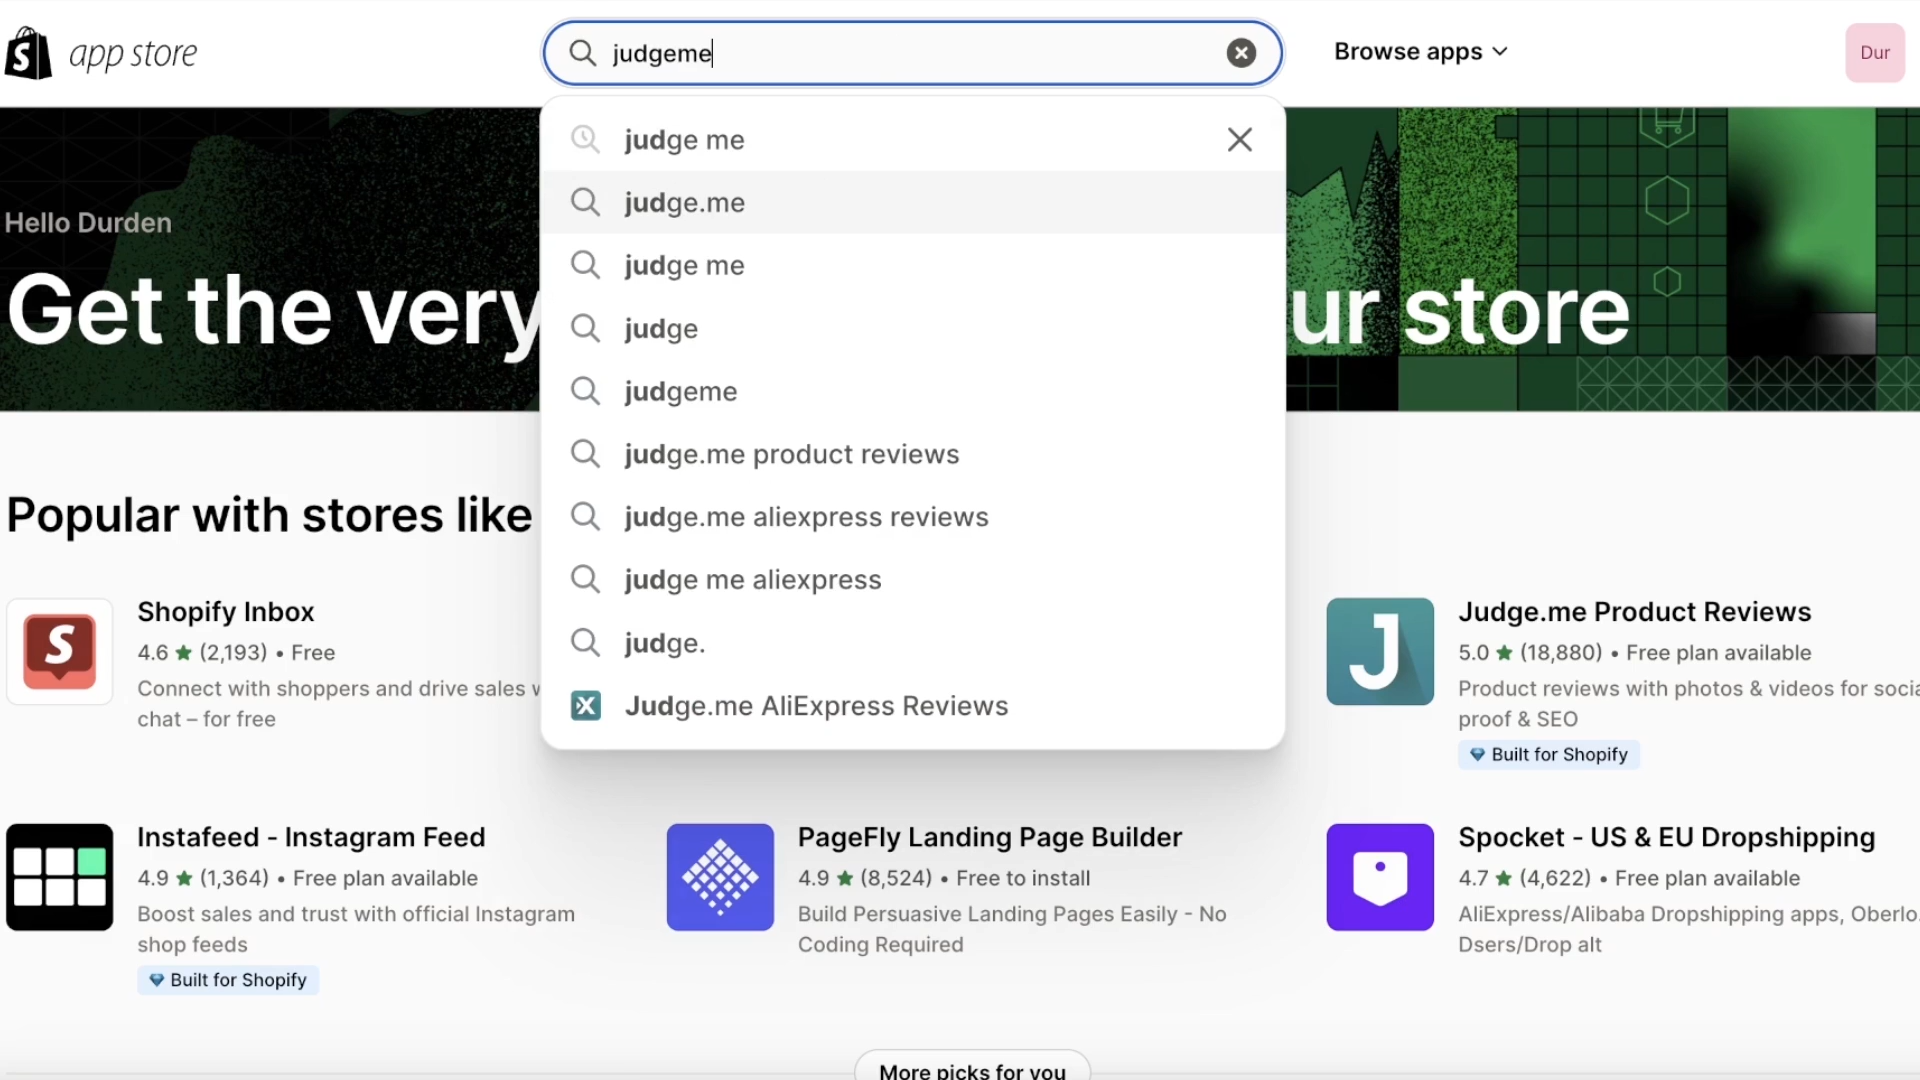 app store
judgeme
Browse apps
Dur
judge me
judge.me
judge me
judge
judgeme
judge.me product reviews
judge.me aliexpress reviews
judge me aliexpress
judge.
Judge.me AliExpress Reviews
Hello Durden
Get the very
ur store
Popular with stores like
Shopify Inbox
4.6 ★ (2,193) • Free
Connect with shoppers and drive sales
chat – for free
Judge.me Product Reviews
5.0 ★ (18,880) • Free plan available
Product reviews with photos & videos for socia
proof & SEO
Built for Shopify
Instafeed - Instagram Feed
4.9 ★ (1,364) • Free plan available
Boost sales and trust with official Instagram
shop feeds
Built for Shopify
PageFly Landing Page Builder
4.9 ★ (8,524) • Free to install
Build Persuasive Landing Pages Easily - No
Coding Required
Spocket - US & EU Dropshipping
4.7 ★ (4,622) • Free plan available
AliExpress/Alibaba Dropshipping apps, Oberlo.
Dsers/Drop alt
More picks for you